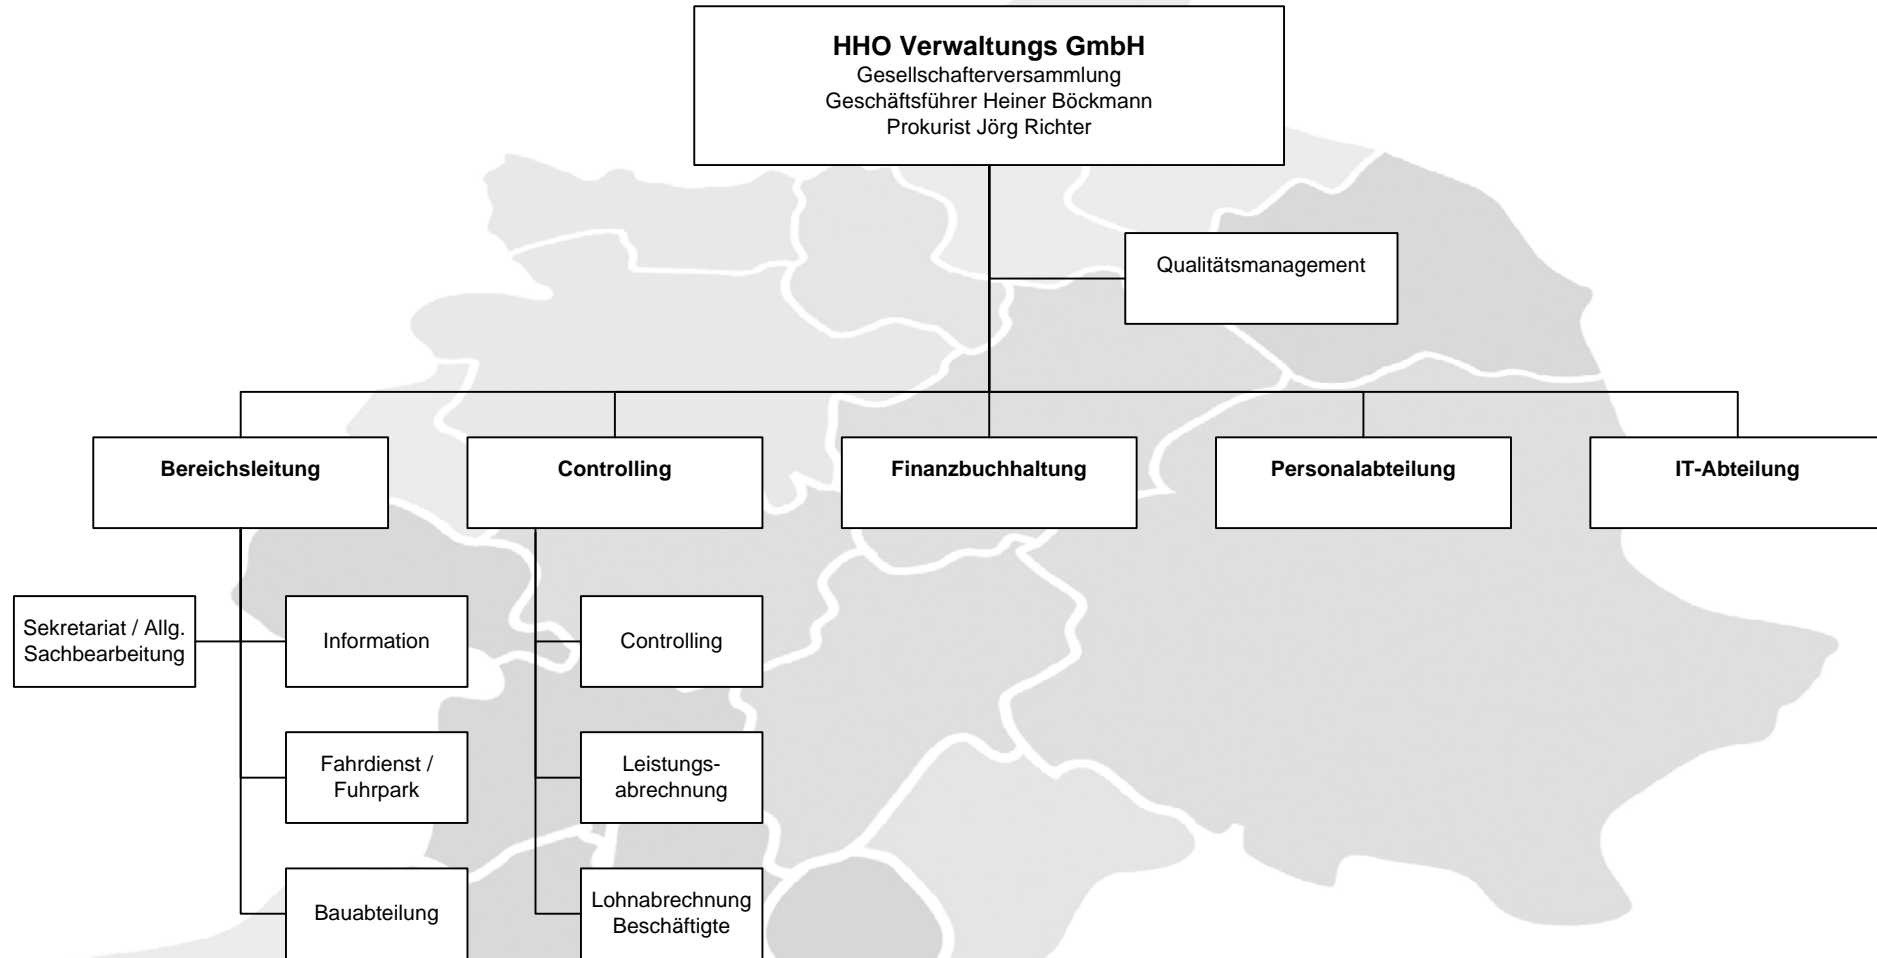 HHO Verwaltungs GmbH
Gesellschafterversammlung
Geschäftsführer Heiner Böckmann
Prokurist Jörg Richter
Qualitätsmanagement
Bereichsleitung
Controlling
Finanzbuchhaltung
Personalabteilung
IT-Abteilung
Sekretariat / Allg.
Sachbearbeitung
Information
Controlling
Fahrdienst /
Fuhrpark
Leistungs-
abrechnung
Bauabteilung
Lohnabrechnung
Beschäftigte